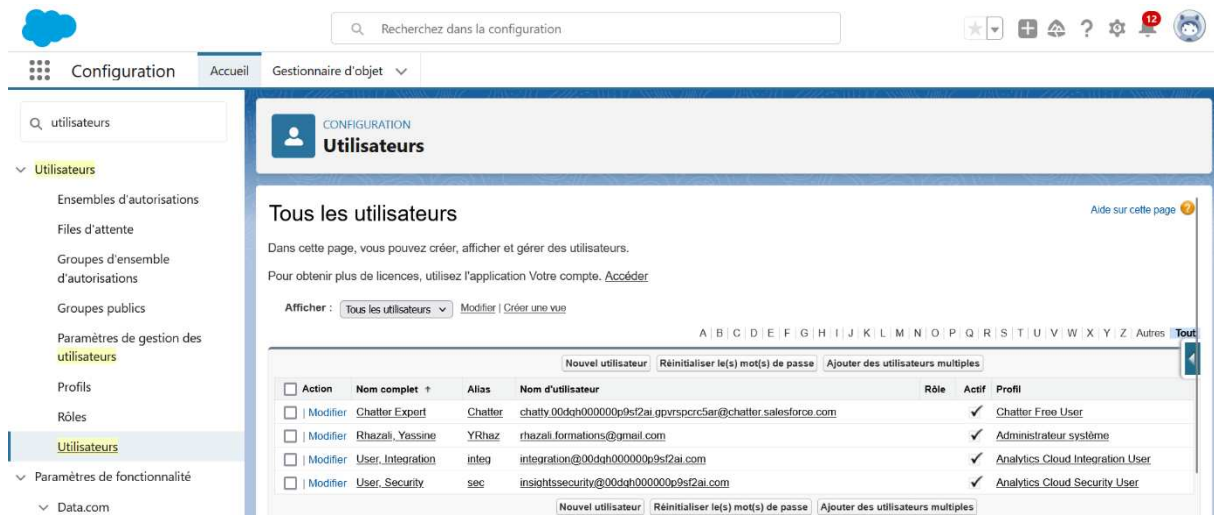 Recherchez dans la configuration
12
Configuration
Accueil
Gestionnaire d'objet
utilisateurs
Utilisateurs
Ensembles d'autorisations
Files d'attente
Groupes d'ensemble
d'autorisations
Groupes publics
Paramètres de gestion des
utilisateurs
Profils
Rôles
Utilisateurs
Paramètres de fonctionnalité
Data.com
CONFIGURATION
Utilisateurs
Tous les utilisateurs
Aide sur cette page ?
Dans cette page, vous pouvez créer, afficher et gérer des utilisateurs.
Pour obtenir plus de licences, utilisez l'application Votre compte. Accéder
Afficher : Tous les utilisateurs Modifier | Créer une vue
A | B | C | D | E | F | G | H | I | J | K | L | M | N | O | P | Q | R | S | T | U | V | W | X | Y | Z | Autres Tout
Nouvel utilisateur Réinitialiser le(s) mot(s) de passe Ajouter des utilisateurs multiples
Action Nom complet ↑ Alias Nom d'utilisateur Rôle Actif Profil
| Modifier Chatter Expert Chatter chatty.00dqh000000p9sf2ai.gpvrspcrc5ar@chatter.salesforce.com ✓ Chatter Free User
| Modifier Rhazali, Yassine YRhaz rhazali.formations@gmail.com ✓ Administrateur système
| Modifier User, Integration integ integration@00dqh000000p9sf2ai.com ✓ Analytics Cloud Integration User
| Modifier User, Security sec insightssecurity@00dqh000000p9sf2ai.com ✓ Analytics Cloud Security User
Nouvel utilisateur Réinitialiser le(s) mot(s) de passe Ajouter des utilisateurs multiples